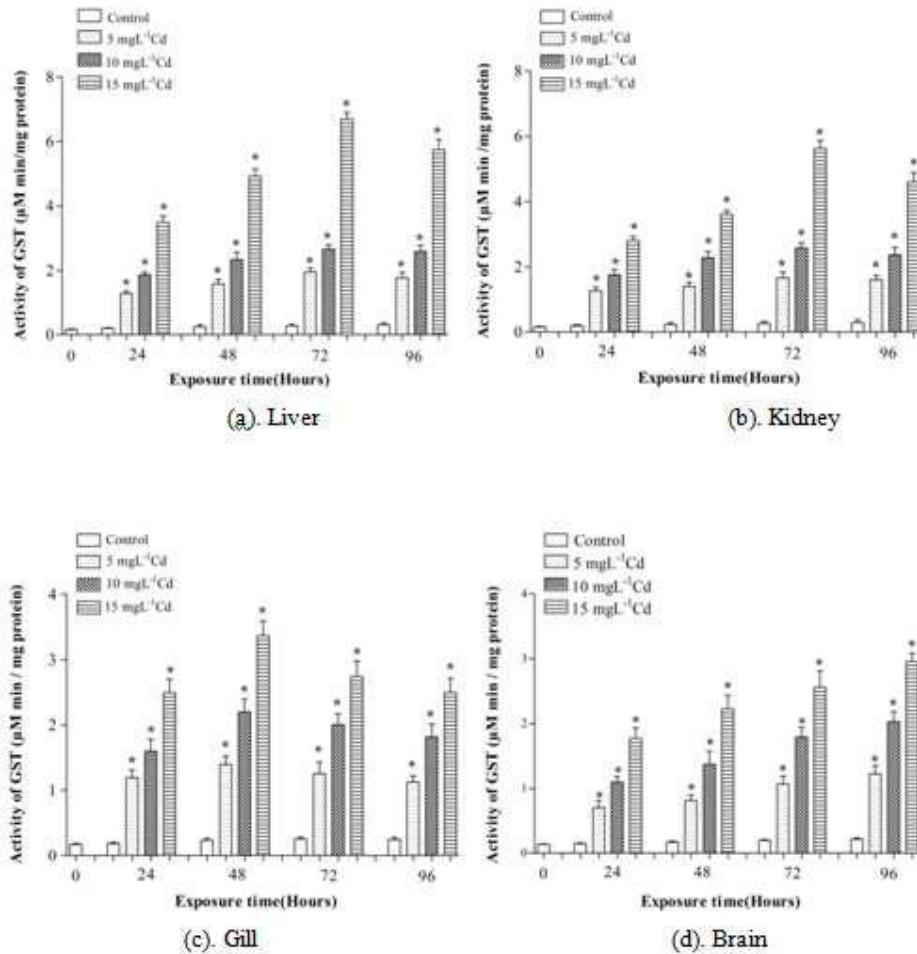 Control
5 mgL⁻¹Cd
10 mgL⁻¹Cd
15 mgL⁻¹Cd
Activity of GST (µM min/mg protein)
8
6
4
2
0
* * * * * * * * * * * *
0 24 48 72 96
Exposure time(Hours)
(a). Liver
Control
5 mgL⁻¹Cd
10 mgL⁻¹Cd
15 mgL⁻¹Cd
Activity of GST (µM min /mg protein)
8
6
4
2
0
* * * * * * * * * * * *
0 24 48 72 96
Exposure time(Hours)
(b). Kidney
Control
5 mgL⁻¹Cd
10 mgL⁻¹Cd
15 mgL⁻¹Cd
Activity of GST (µM min / mg protein)
4
3
2
1
0
* * * * * * * * * * * *
0 24 48 72 96
Exposure time(Hours)
(c). Gill
Control
5 mgL⁻¹Cd
10 mgL⁻¹Cd
15 mgL⁻¹Cd
Activity of GST (µM min / mg protein)
4
3
2
1
0
* * * * * * * * * * * *
0 24 48 72 96
Exposure time(Hours)
(d). Brain